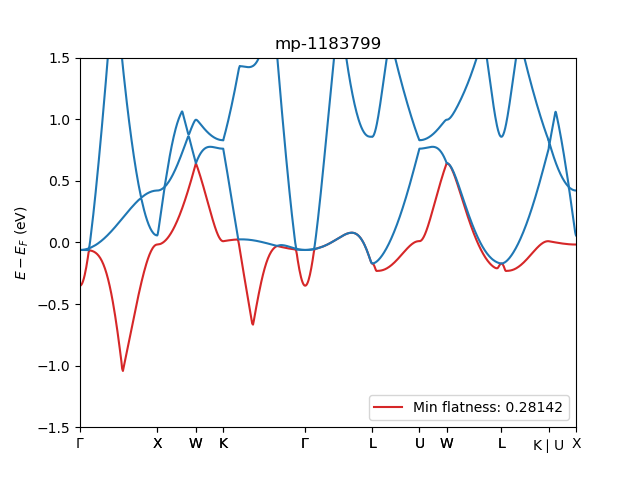 mp-1183799
E − E_F (eV)
1.5
1.0
0.5
0.0
−0.5
−1.0
−1.5
Min flatness: 0.28142
Γ X W K Γ L U W L K | U X